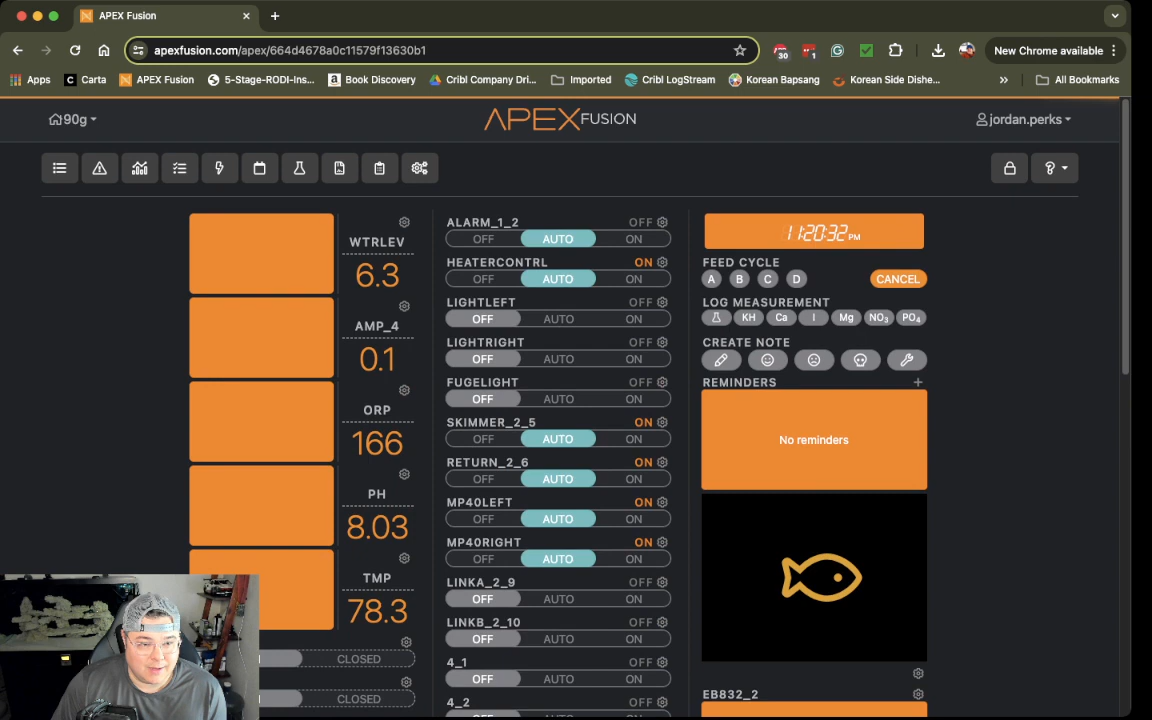 APEX Fusion
apexfusion.com/apex/664d4678a0c11579f13630b1
30
1
New Chrome available
Apps
Carta
APEX Fusion
5-Stage-RODI-Ins...
Book Discovery
Cribl Company Dri...
Imported
Cribl LogStream
Korean Bapsang
Korean Side Dishe...
»
All Bookmarks
90g
APEX FUSION
jordan.perks
WTRLEV
6.3
AMP_4
0.1
ORP
166
PH
8.03
TMP
78.3
CLOSED
CLOSED
ALARM_1_2 OFF
OFF AUTO ON
HEATERCONTRL ON
OFF AUTO ON
LIGHTLEFT OFF
OFF AUTO ON
LIGHTRIGHT OFF
OFF AUTO ON
FUGELIGHT OFF
OFF AUTO ON
SKIMMER_2_5 ON
OFF AUTO ON
RETURN_2_6 ON
OFF AUTO ON
MP40LEFT ON
OFF AUTO ON
MP40RIGHT ON
OFF AUTO ON
LINKA_2_9 OFF
OFF AUTO ON
LINKB_2_10 OFF
OFF AUTO ON
4_1 OFF
OFF AUTO ON
4_2 OFF
11:20:32 PM
FEED CYCLE
A B C D CANCEL
LOG MEASUREMENT
KH Ca I Mg NO₃ PO₄
CREATE NOTE
REMINDERS +
No reminders
EB832_2